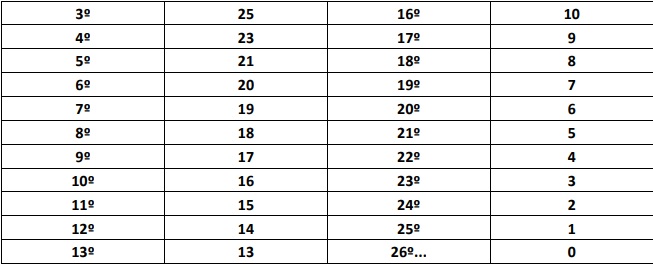 3º 25 16º 10
4º 23 17º 9
5º 21 18º 8
6º 20 19º 7
7º 19 20º 6
8º 18 21º 5
9º 17 22º 4
10º 16 23º 3
11º 15 24º 2
12º 14 25º 1
13º 13 26º... 0